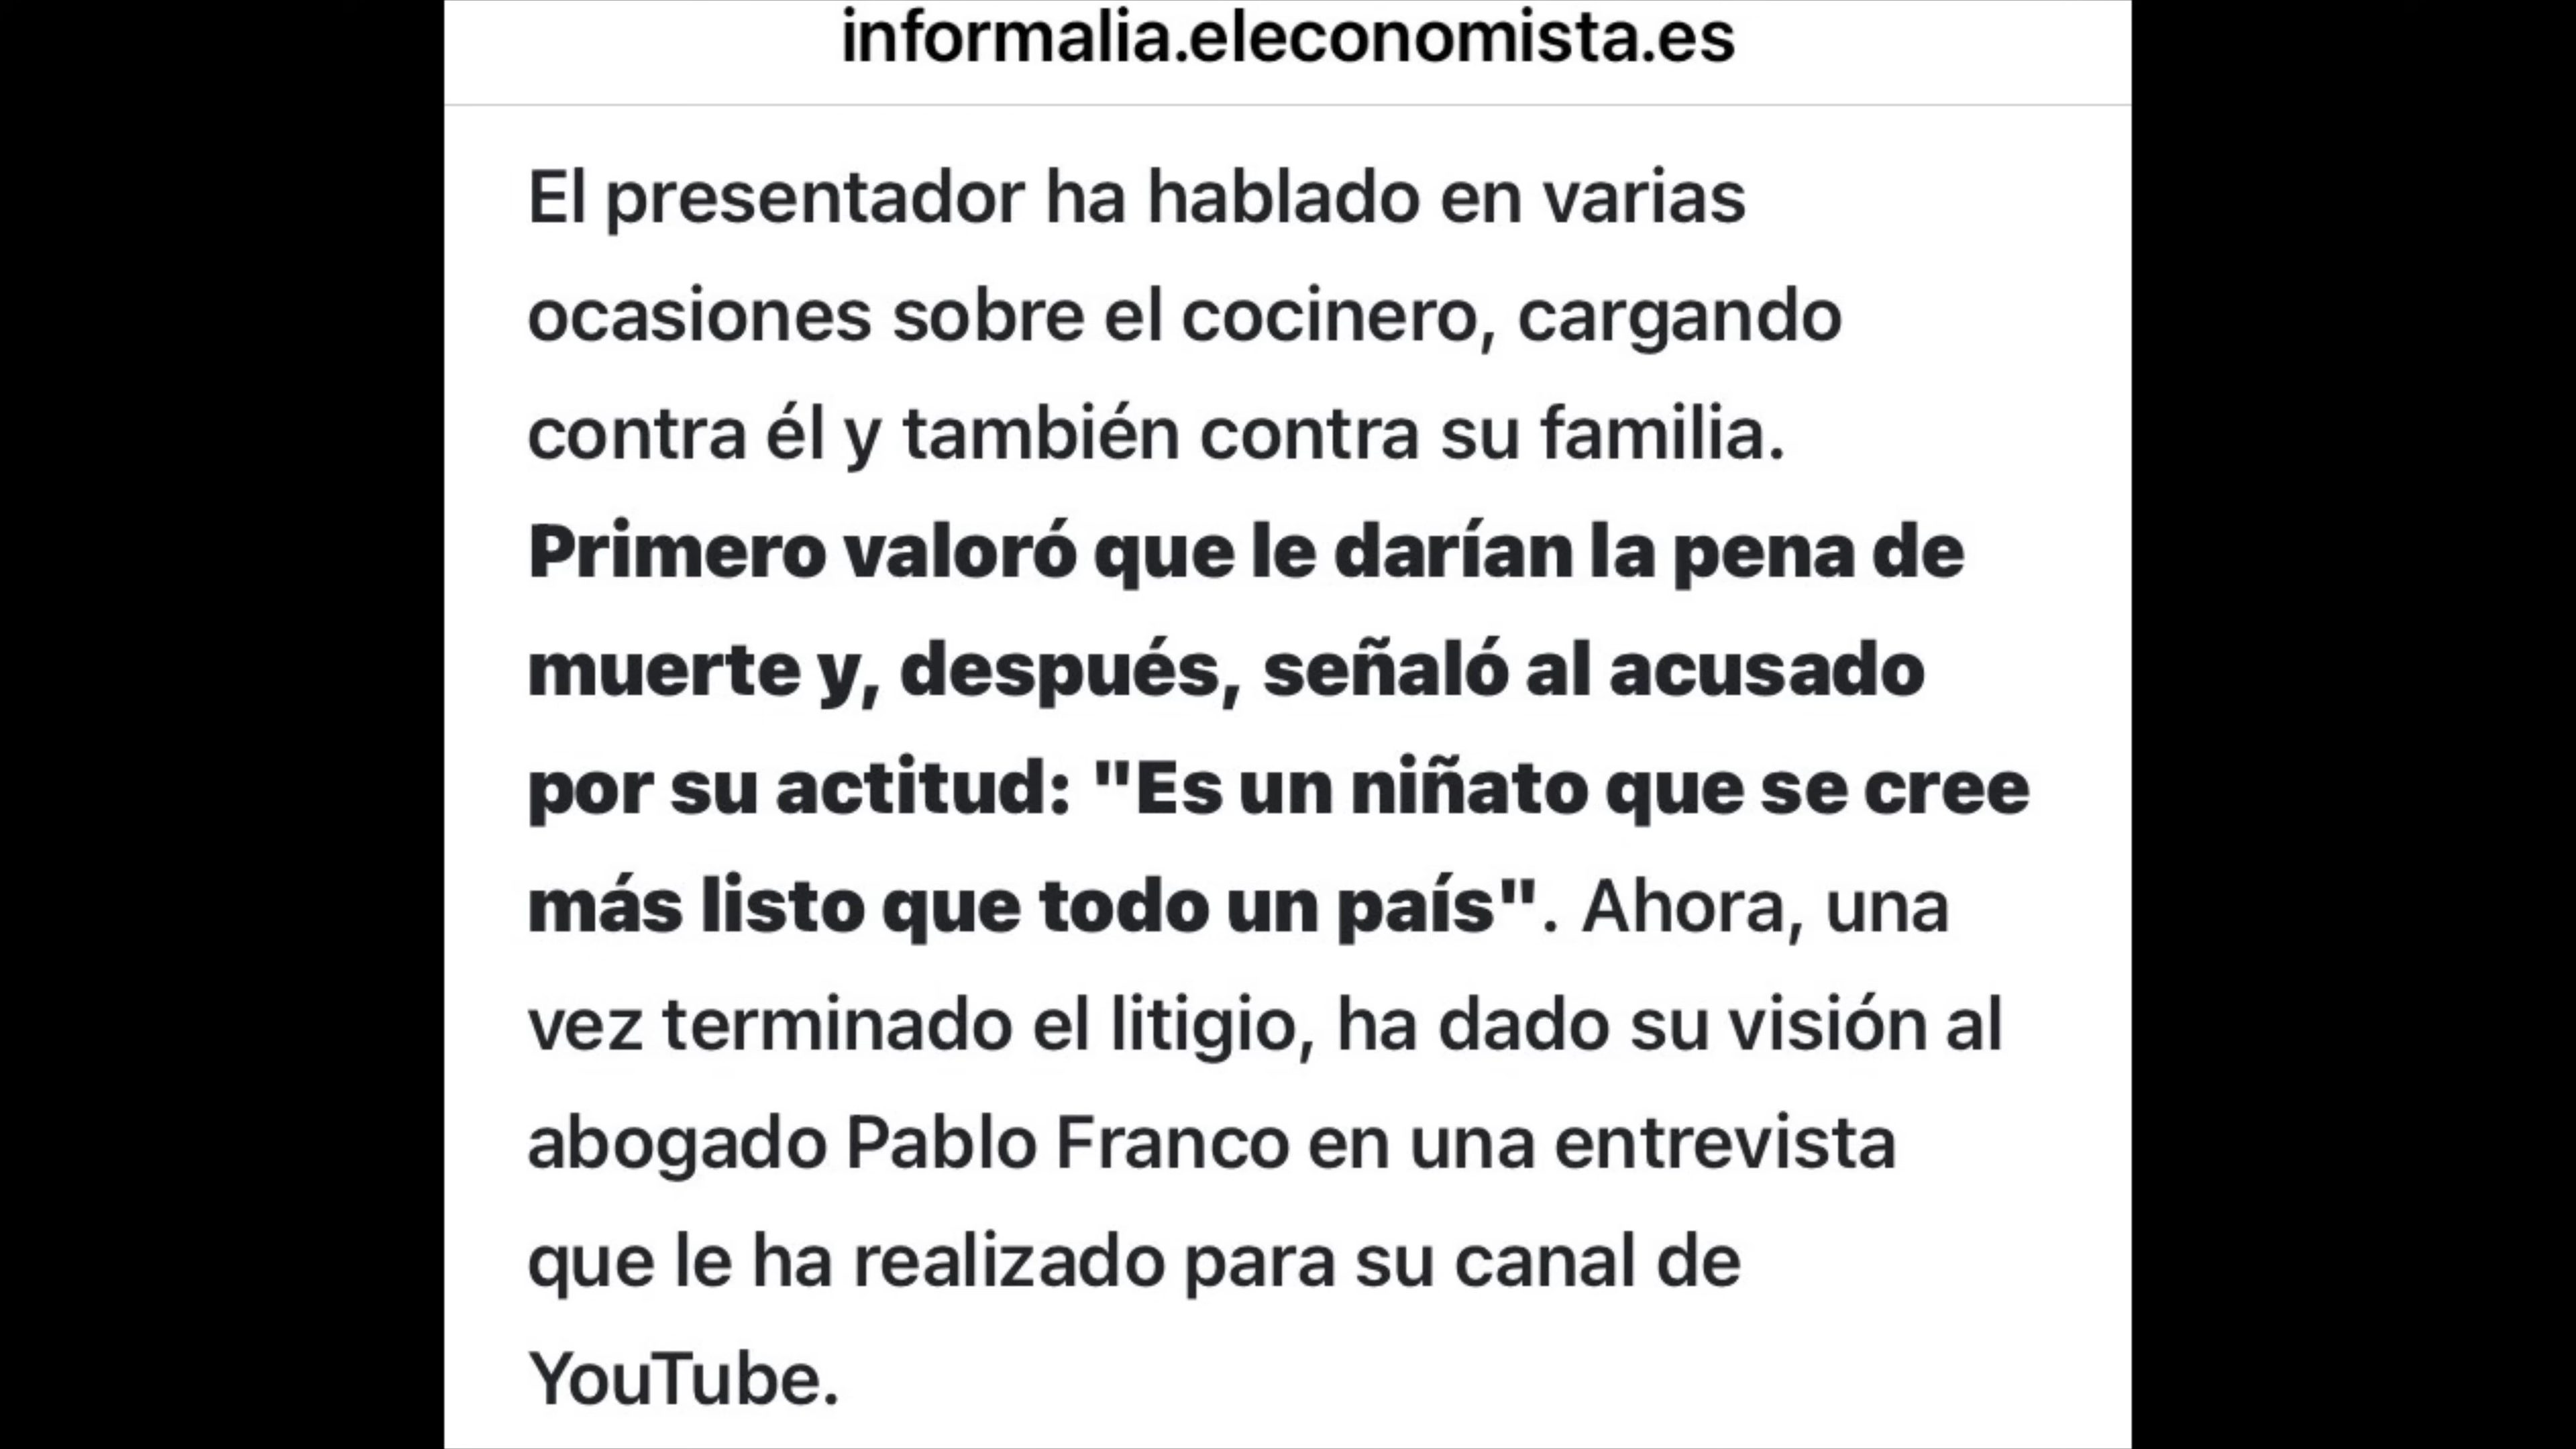 informalia.eleconomista.es
El presentador ha hablado en varias
ocasiones sobre el cocinero, cargando
contra él y también contra su familia.
Primero valoró que le darían la pena de
muerte y, después, señaló al acusado
por su actitud: "Es un niñato que se cree
más listo que todo un país". Ahora, una
vez terminado el litigio, ha dado su visión al
abogado Pablo Franco en una entrevista
que le ha realizado para su canal de
YouTube.